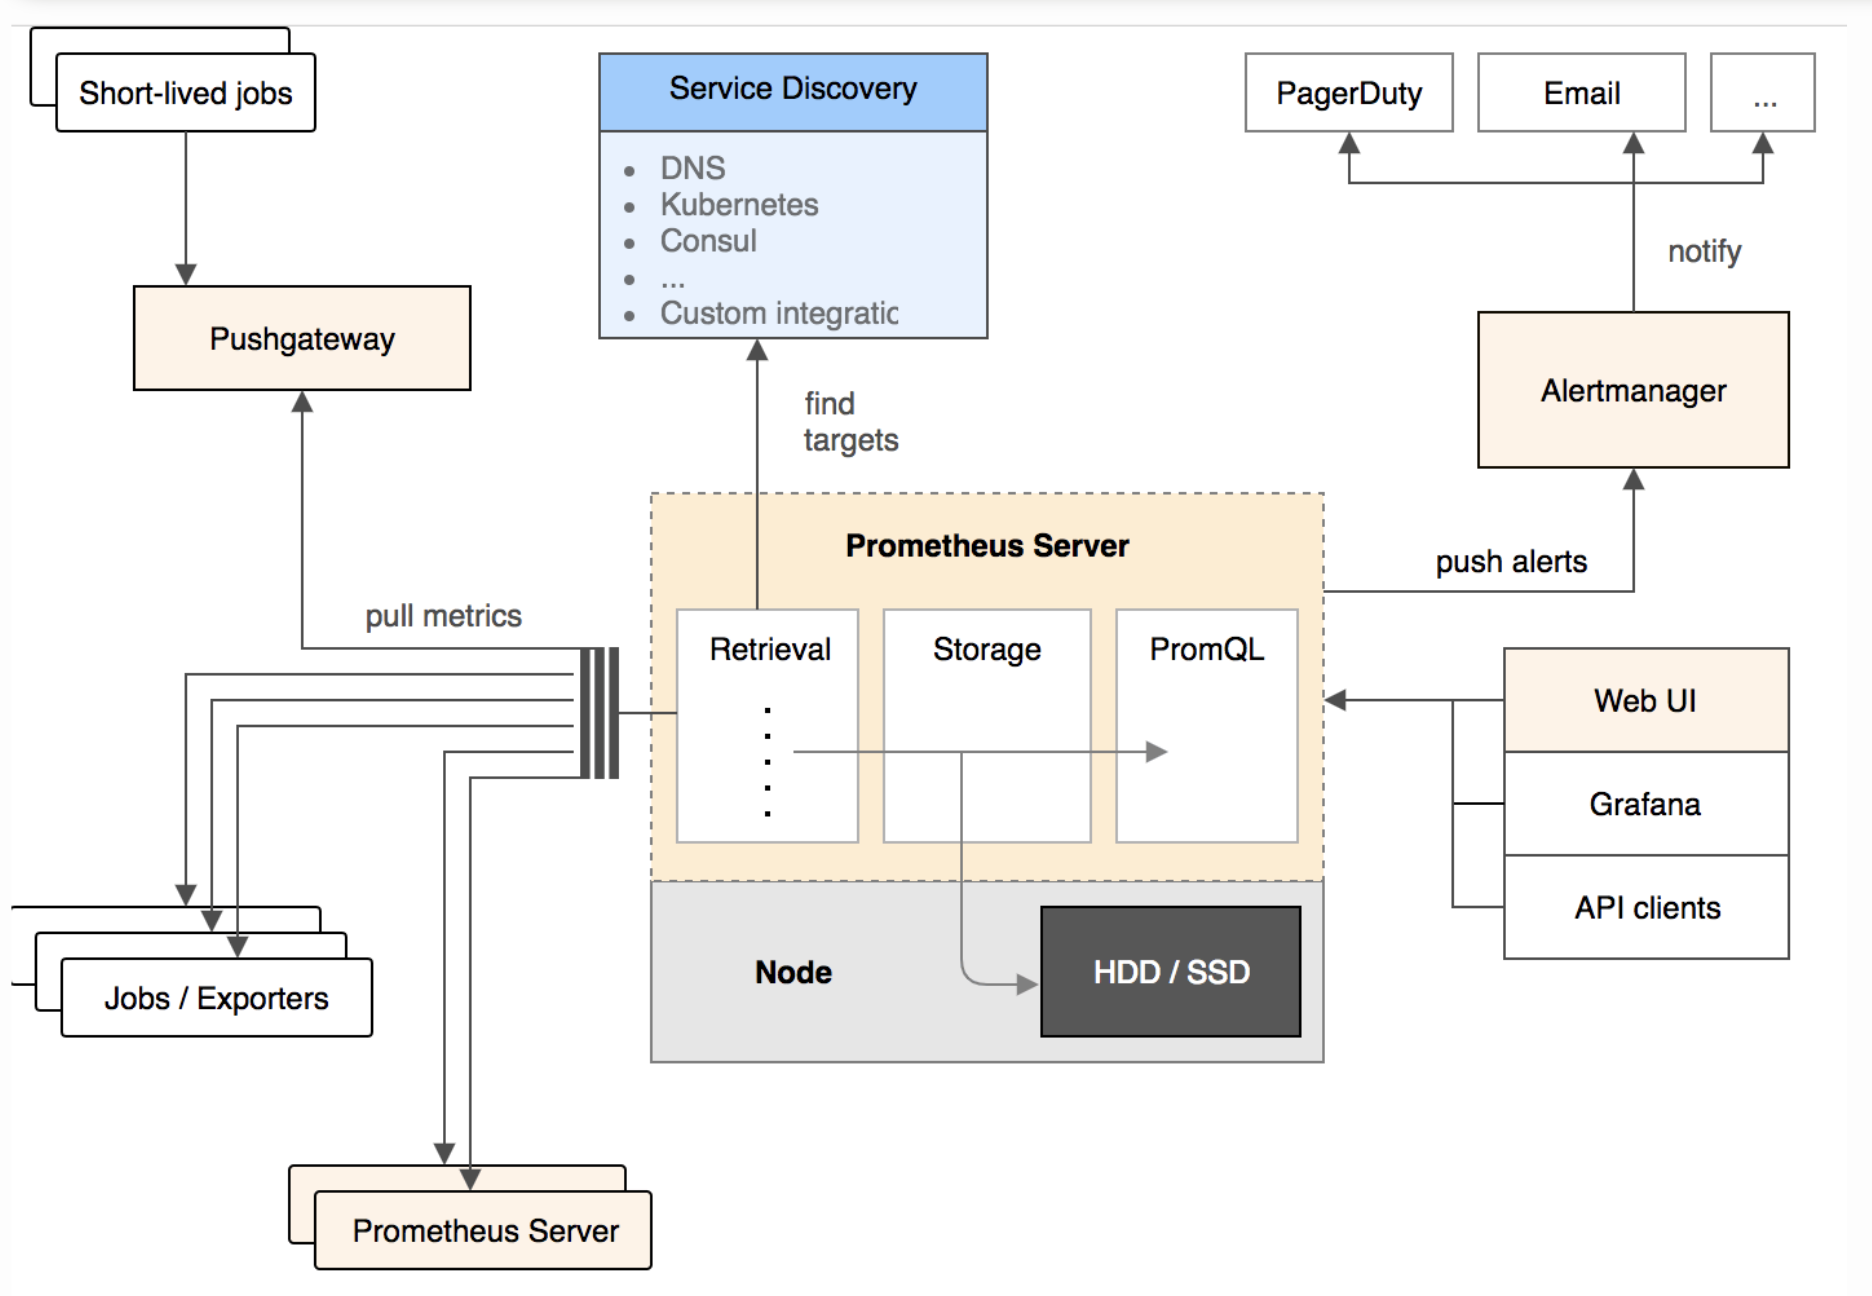 Short-lived jobs
Service Discovery
• DNS
• Kubernetes
• Consul
• ...
• Custom integratic
PagerDuty
Email
...
notify
Pushgateway
Alertmanager
find
targets
push alerts
pull metrics
Prometheus Server
Retrieval
Storage
PromQL
Web UI
Grafana
API clients
Node
HDD / SSD
Jobs / Exporters
Prometheus Server